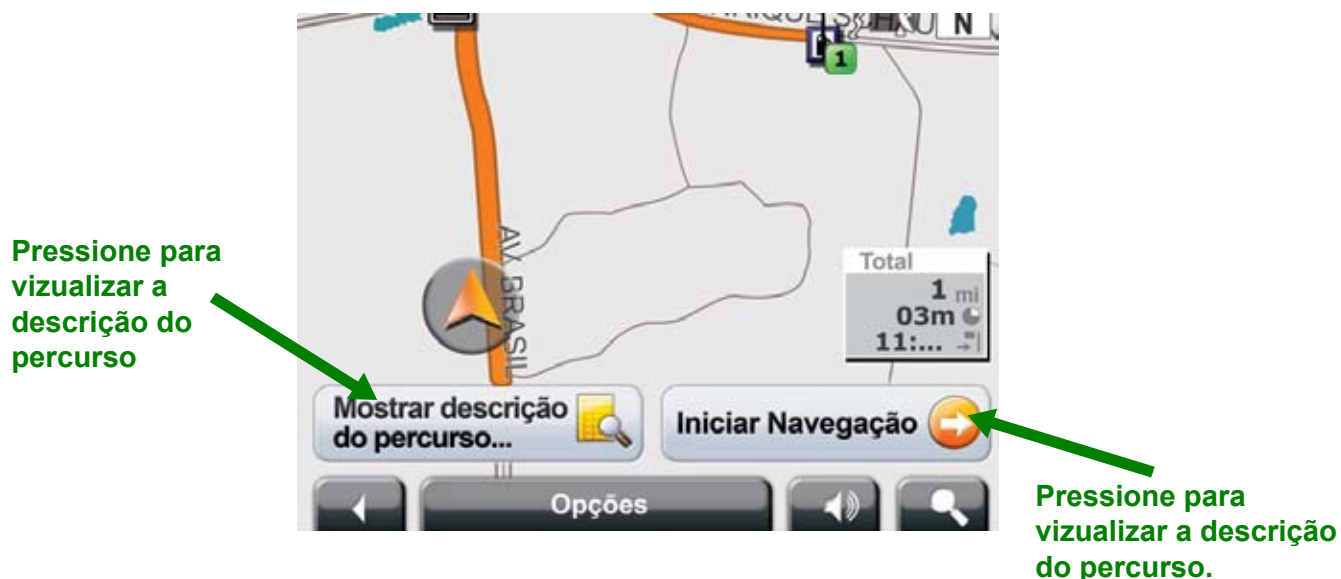 N
1
AV. BRASIL
Total
1 mi
03m
11:...
Pressione para
vizualizar a
descrição do
percurso
Mostrar descrição
do percurso...
Iniciar Navegação
Opções
Pressione para
vizualizar a descrição
do percurso.